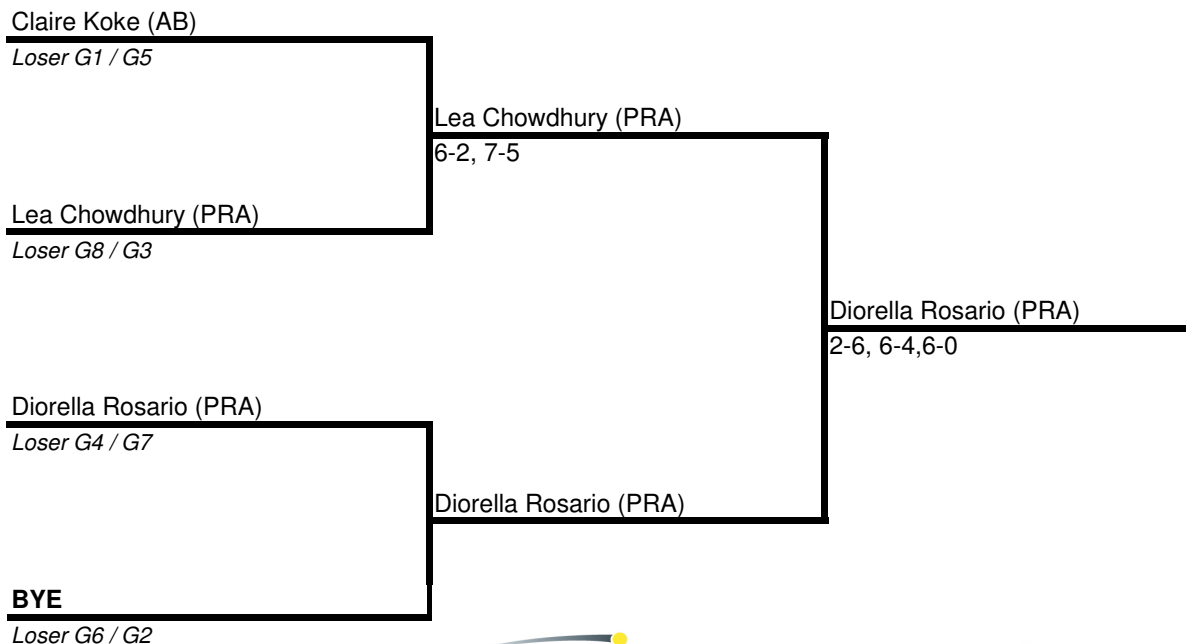 Claire Koke (AB)
Loser G1 / G5
Lea Chowdhury (PRA)
6-2, 7-5
Lea Chowdhury (PRA)
Loser G8 / G3
Diorella Rosario (PRA)
2-6, 6-4,6-0
Diorella Rosario (PRA)
Loser G4 / G7
Diorella Rosario (PRA)
BYE
Loser G6 / G2